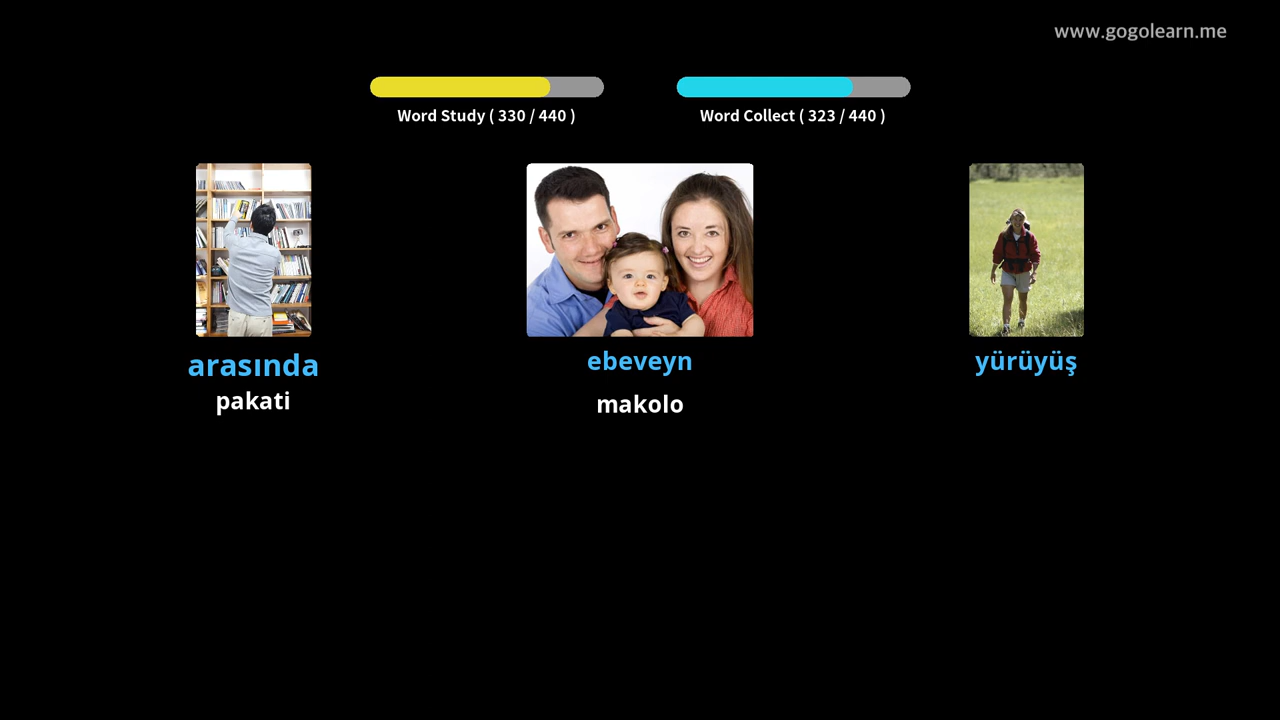 www.gogolearn.me
Word Study ( 330 / 440 )
Word Collect ( 323 / 440 )
arasında
pakati
ebeveyn
makolo
yürüyüş